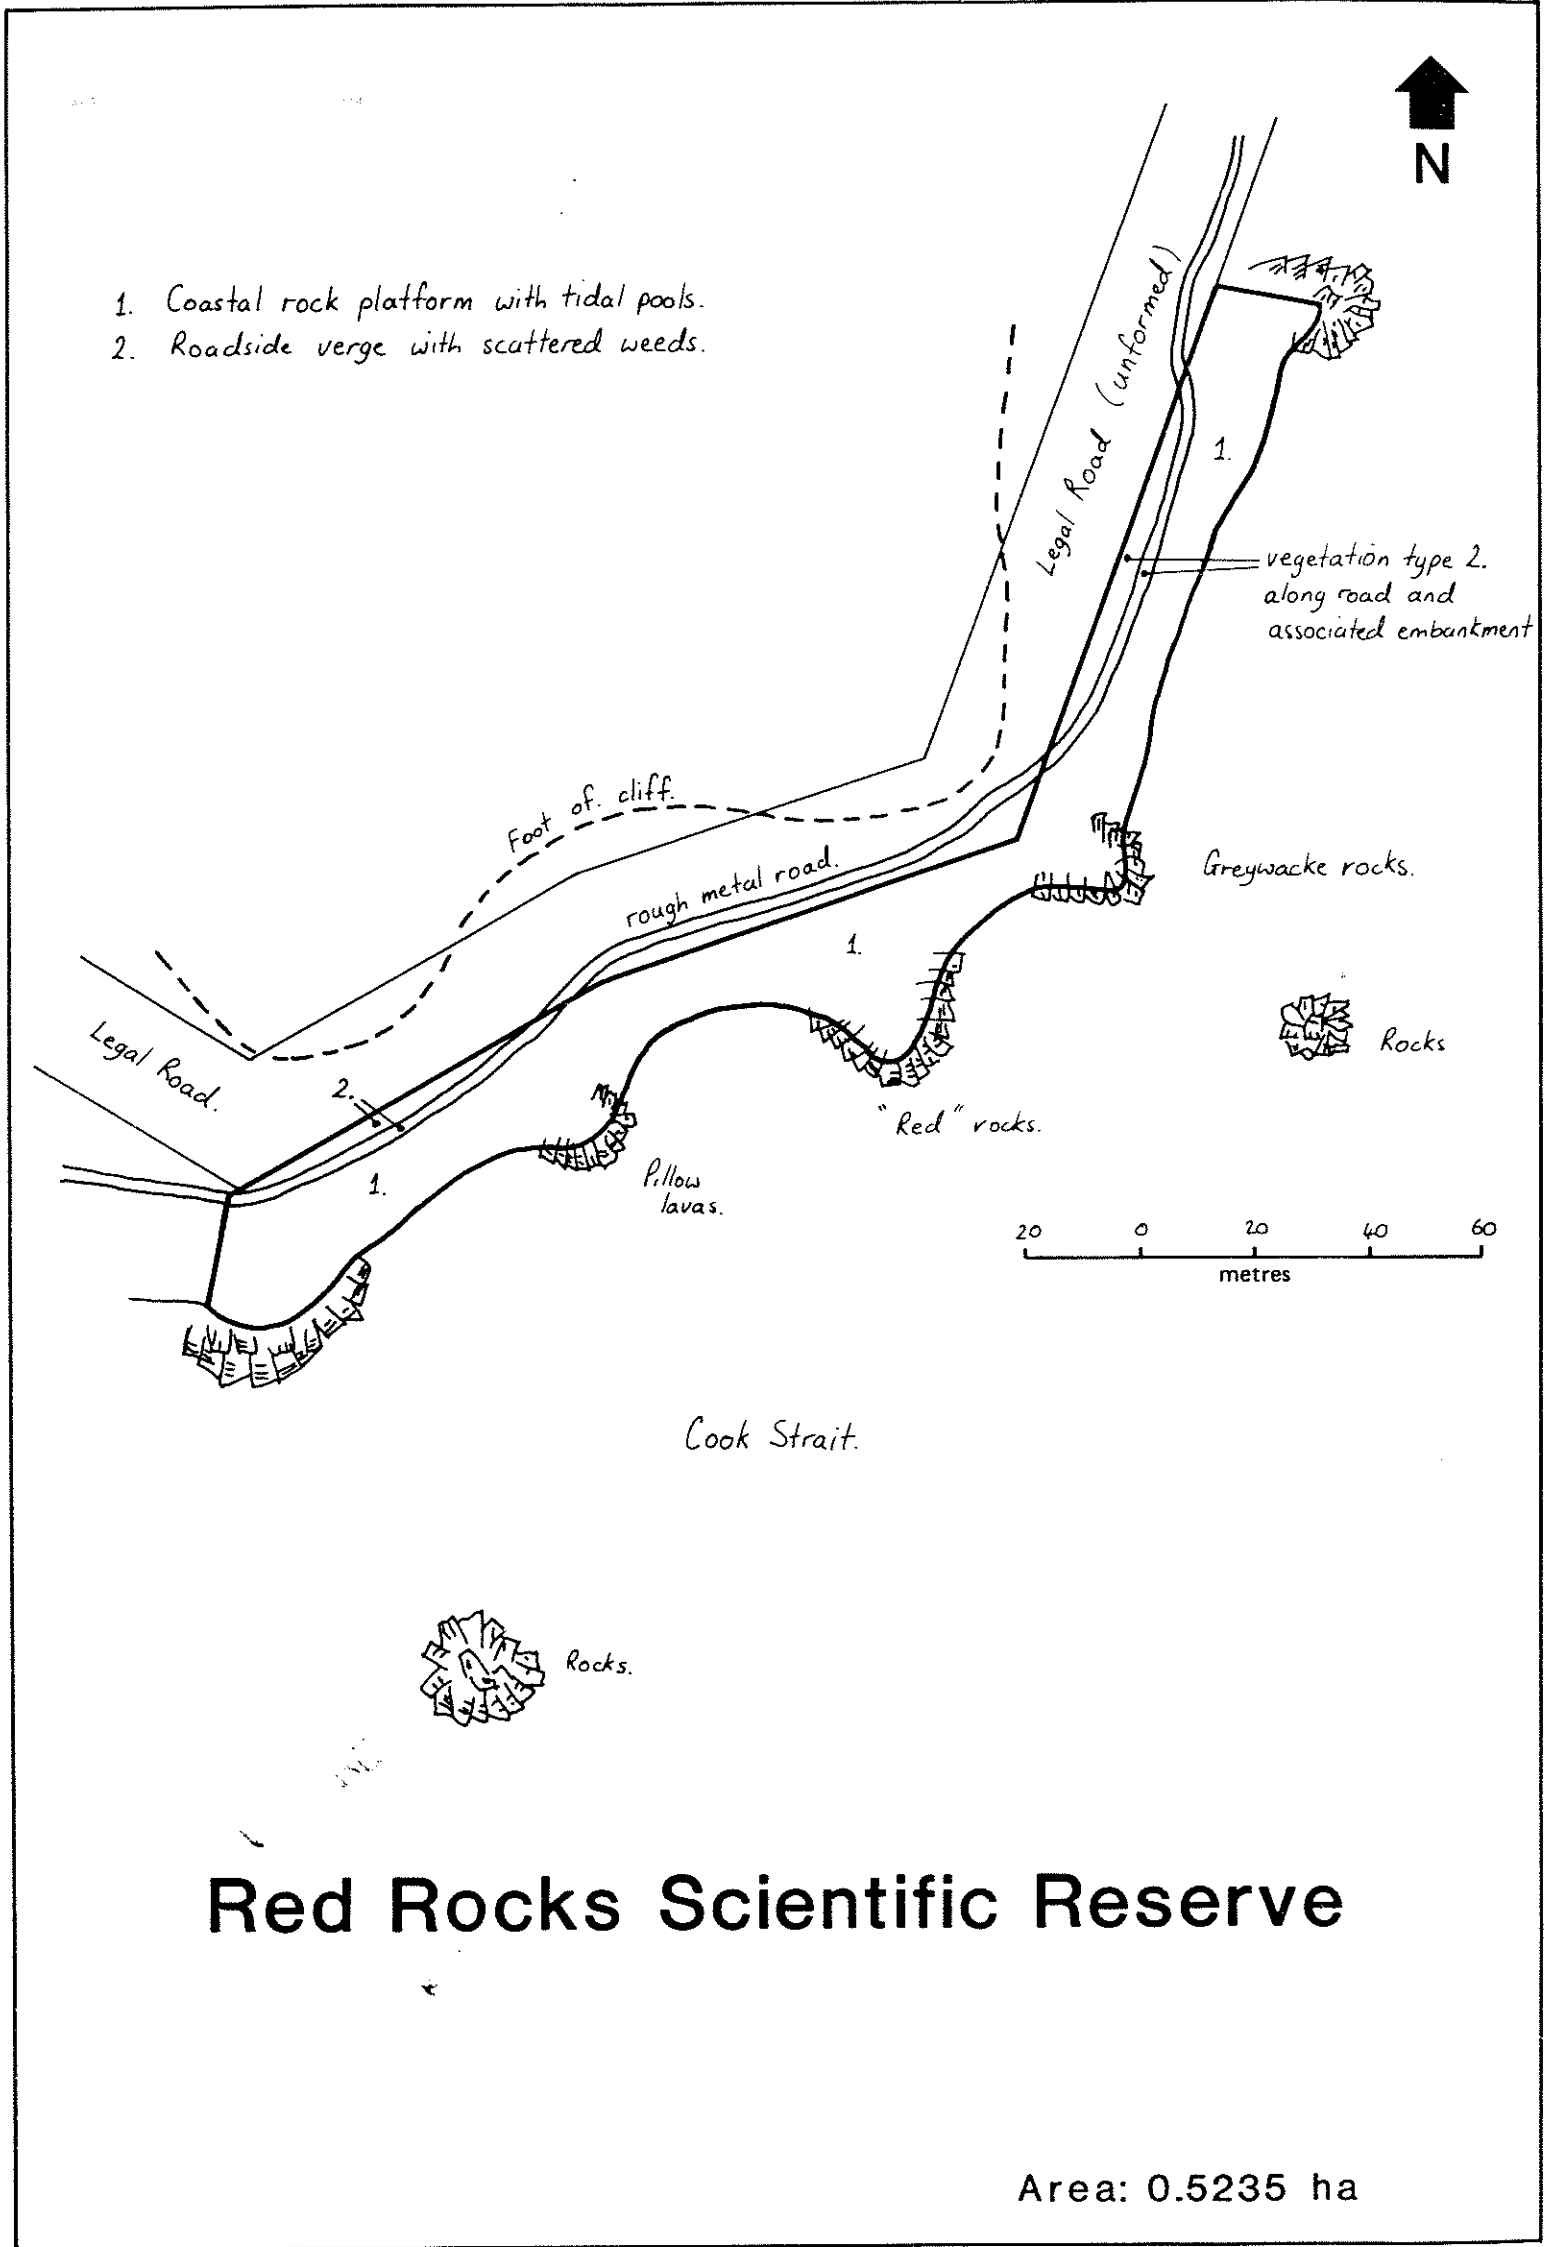 N
1. Coastal rock platform with tidal pools.
2. Roadside verge with scattered weeds.
Legal Road (unformed)
1.
vegetation type 2.
along road and
associated embankment
Foot of. cliff.
rough metal road.
Greywacke rocks.
1.
Legal Road.
Rocks
2.
"Red" rocks.
Pillow
lavas.
1.
20 0 20 40 60
metres
Cook Strait.
Rocks.
Red Rocks Scientific Reserve
Area: 0.5235 ha